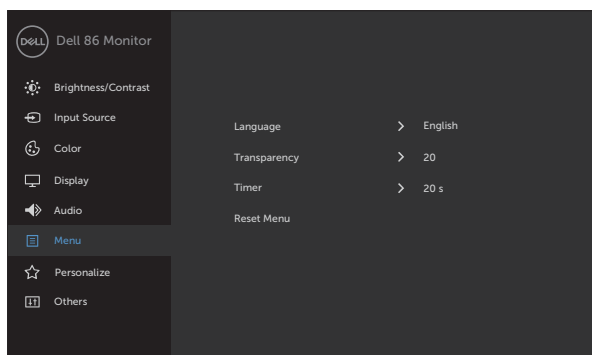 DELL Dell 86 Monitor
Brightness/Contrast
Input Source
Color
Display
Audio
Menu
Personalize
Others
Language > English
Transparency > 20
Timer > 20 s
Reset Menu